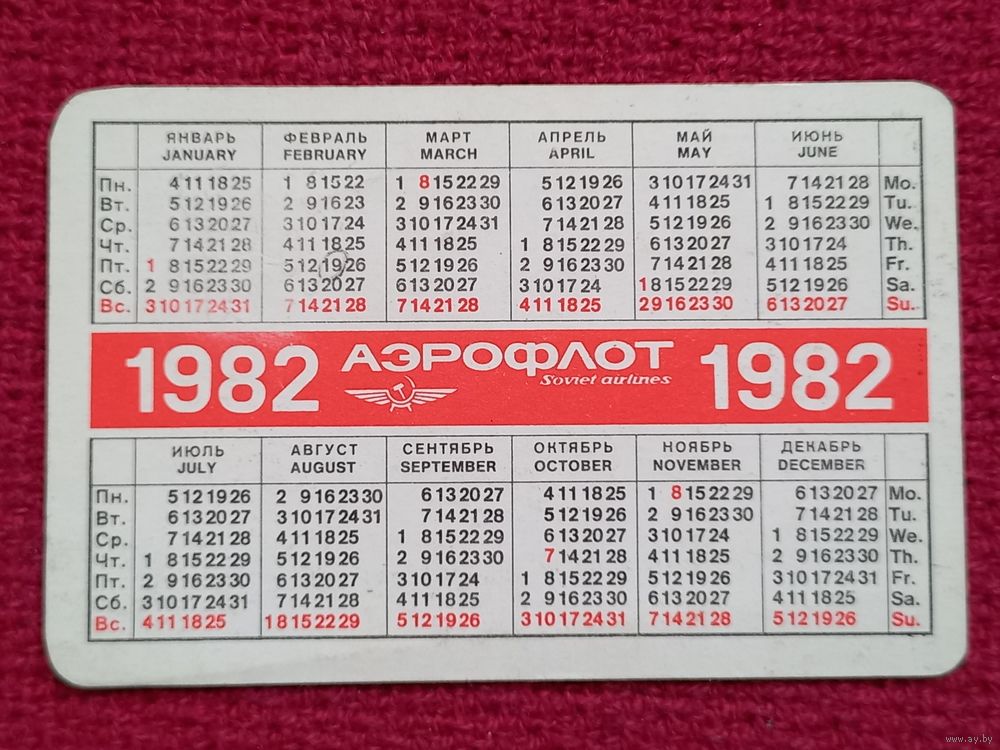 ЯНВАРЬ ФЕВРАЛЬ МАРТ АПРЕЛЬ МАЙ ИЮНЬ
JANUARY FEBRUARY MARCH APRIL MAY JUNE
Пн. 4 11 18 25 1 8 15 22 1 8 15 22 29 5 12 19 26 3 10 17 24 31 7 14 21 28 Mo.
Вт. 5 12 19 26 2 9 16 23 2 9 16 23 30 6 13 20 27 4 11 18 25 1 8 15 22 29 Tu.
Ср. 6 13 20 27 3 10 17 24 3 10 17 24 31 7 14 21 28 5 12 19 26 2 9 16 23 30 We.
Чт. 7 14 21 28 4 11 18 25 4 11 18 25 1 8 15 22 29 6 13 20 27 3 10 17 24 Th.
Пт. 1 8 15 22 29 5 12 19 26 5 12 19 26 2 9 16 23 30 7 14 21 28 4 11 18 25 Fr.
Сб. 2 9 16 23 30 6 13 20 27 6 13 20 27 3 10 17 24 1 8 15 22 29 5 12 19 26 Sa.
Вс. 3 10 17 24 31 7 14 21 28 7 14 21 28 4 11 18 25 2 9 16 23 30 6 13 20 27 Su.
1982 АЭРОФЛОТ 1982
Soviet airlines
ИЮЛЬ АВГУСТ СЕНТЯБРЬ ОКТЯБРЬ НОЯБРЬ ДЕКАБРЬ
JULY AUGUST SEPTEMBER OCTOBER NOVEMBER DECEMBER
Пн. 5 12 19 26 2 9 16 23 30 6 13 20 27 4 11 18 25 1 8 15 22 29 6 13 20 27 Mo.
Вт. 6 13 20 27 3 10 17 24 31 7 14 21 28 5 12 19 26 2 9 16 23 30 7 14 21 28 Tu.
Ср. 7 14 21 28 4 11 18 25 1 8 15 22 29 6 13 20 27 3 10 17 24 1 8 15 22 29 We.
Чт. 1 8 15 22 29 5 12 19 26 2 9 16 23 30 7 14 21 28 4 11 18 25 2 9 16 23 30 Th.
Пт. 2 9 16 23 30 6 13 20 27 3 10 17 24 1 8 15 22 29 5 12 19 26 3 10 17 24 31 Fr.
Сб. 3 10 17 24 31 7 14 21 28 4 11 18 25 2 9 16 23 30 6 13 20 27 4 11 18 25 Sa.
Вс. 4 11 18 25 1 8 15 22 29 5 12 19 26 3 10 17 24 31 7 14 21 28 5 12 19 26 Su.
www.ay.by